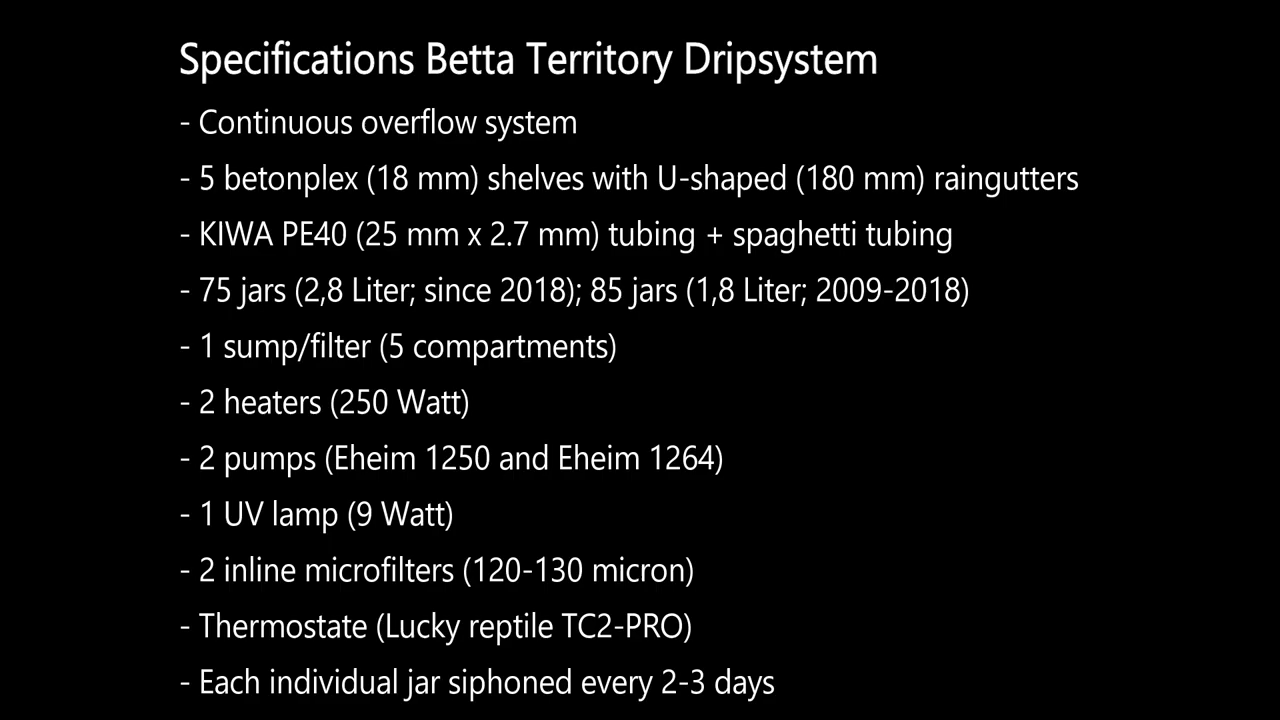 Specifications Betta Territory Dripsystem
- Continuous overflow system
- 5 betonplex (18 mm) shelves with U-shaped (180 mm) raingutters
- KIWA PE40 (25 mm x 2.7 mm) tubing + spaghetti tubing
- 75 jars (2,8 Liter; since 2018); 85 jars (1,8 Liter; 2009-2018)
- 1 sump/filter (5 compartments)
- 2 heaters (250 Watt)
- 2 pumps (Eheim 1250 and Eheim 1264)
- 1 UV lamp (9 Watt)
- 2 inline microfilters (120-130 micron)
- Thermostate (Lucky reptile TC2-PRO)
- Each individual jar siphoned every 2-3 days